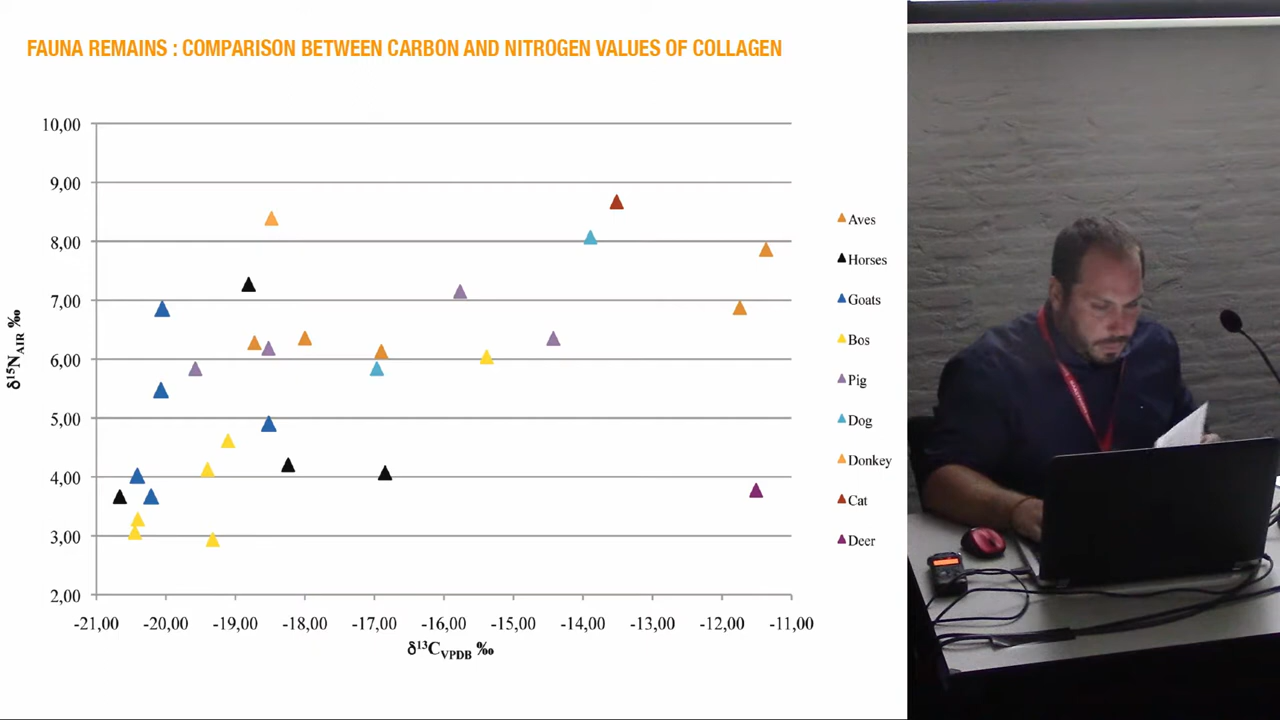 FAUNA REMAINS : COMPARISON BETWEEN CARBON AND NITROGEN VALUES OF COLLAGEN
10,00
9,00
8,00
7,00
6,00
5,00
4,00
3,00
2,00
δ¹⁵N_AIR ‰
-21,00 -20,00 -19,00 -18,00 -17,00 -16,00 -15,00 -14,00 -13,00 -12,00 -11,00
δ¹³C_VPDB ‰
Aves
Horses
Goats
Bos
Pig
Dog
Donkey
Cat
Deer